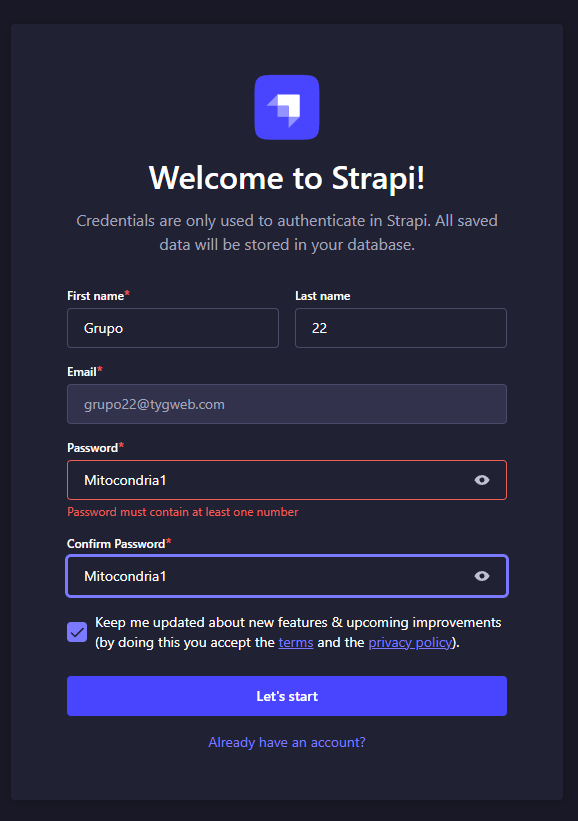 Welcome to Strapi!
Credentials are only used to authenticate in Strapi. All saved
data will be stored in your database.
First name* Last name
Grupo 22
Email*
grupo22@tygweb.com
Password*
Mitocondria1
Password must contain at least one number
Confirm Password*
Mitocondria1
Keep me updated about new features & upcoming improvements
(by doing this you accept the terms and the privacy policy).
Let's start
Already have an account?